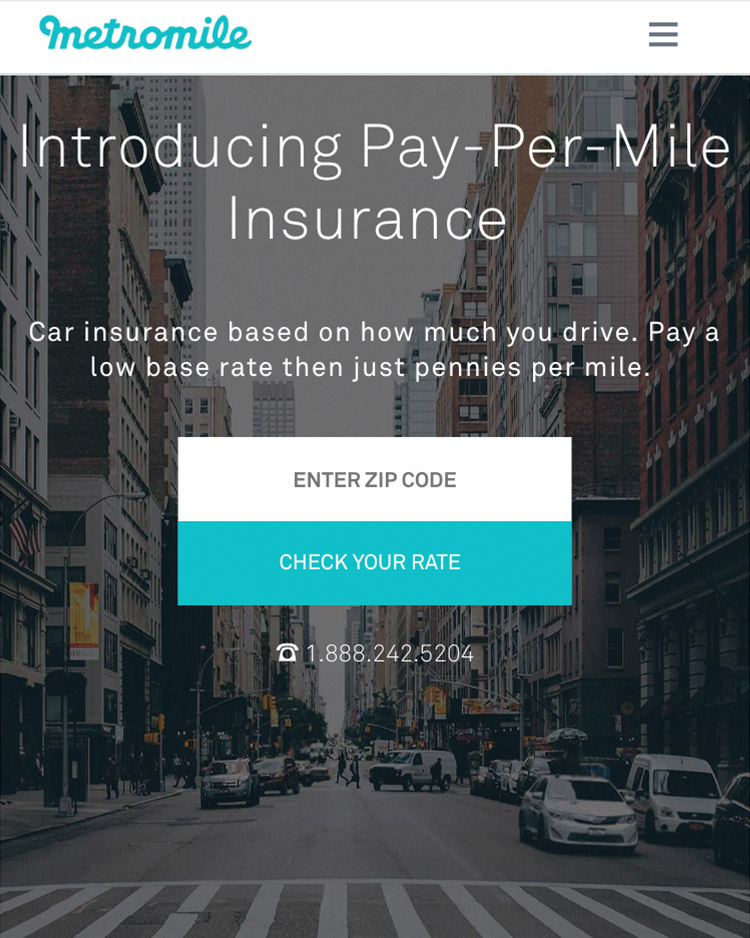 metromile
Introducing Pay-Per-Mile
Insurance
Car insurance based on how much you drive. Pay a
low base rate then just pennies per mile.
ENTER ZIP CODE
CHECK YOUR RATE
☎ 1.888.242.5204